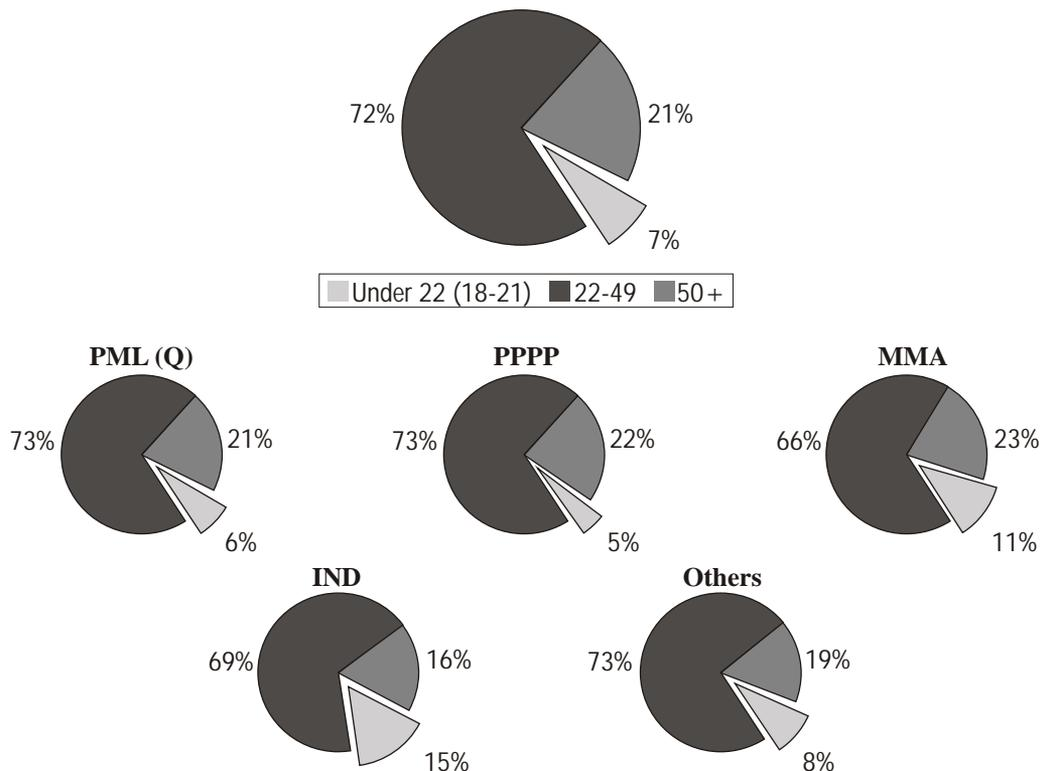 72% 21%
7%
Under 22 (18-21) 22-49 50+
PML (Q) PPPP MMA
73% 21% 73% 22% 66% 23%
6% 5% 11%
IND Others
69% 16% 73% 19%
15% 8%